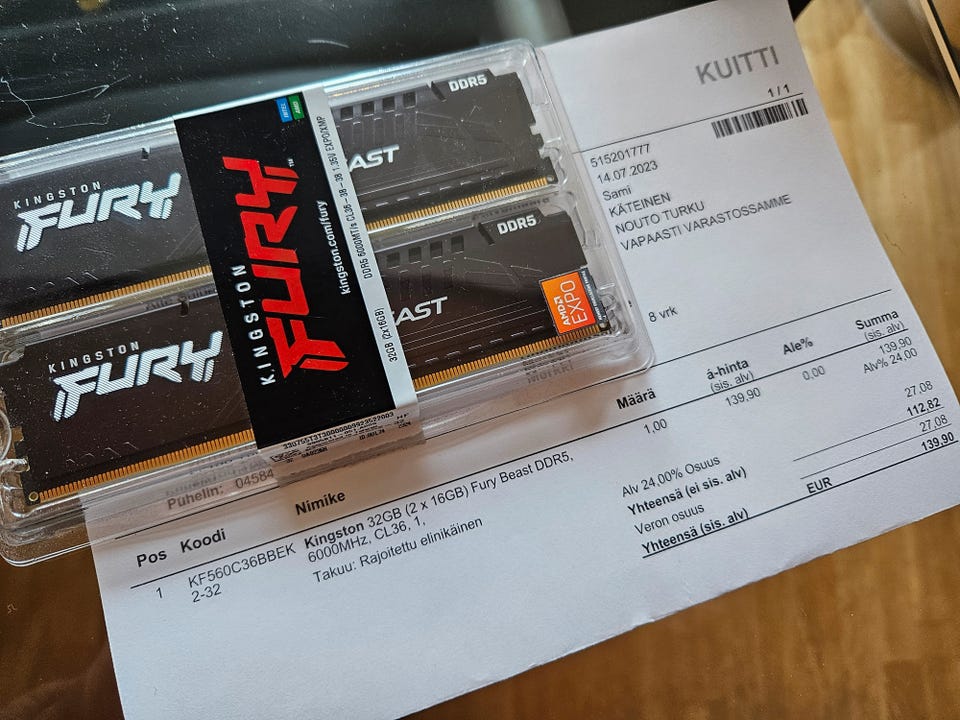 KUITTI
1 / 1
515201777
14.07.2023
Sami
KÄTEINEN
NOUTO TURKU
VAPAASTI VARASTOSSAMME
8 vrk
KINGSTON
FURY
DDR5
BEAST
KINGSTON
FURY
DDR5
BEAST
AMD
EXPO
INTEL
AMD
KINGSTON
FURY™
kingston.com/fury
32GB (2x16GB) DDR5 6000MT/s CL36-38-38 1.35V EXPO/XMP
Puhelin: 04584
Pos Koodi Nimike Määrä á-hinta Ale% Summa
(sis. alv) (sis. alv)
1 KF560C36BBEK Kingston 32GB (2 x 16GB) Fury Beast DDR5, 1,00 139,90 0,00 139,90
2-32 6000MHz, CL36, 1, Alv% 24,00
Takuu: Rajoitettu elinikäinen
Alv 24,00% Osuus 27,08
Yhteensä (ei sis. alv) 112,82
Veron osuus 27,08
Yhteensä (sis. alv) EUR 139,90